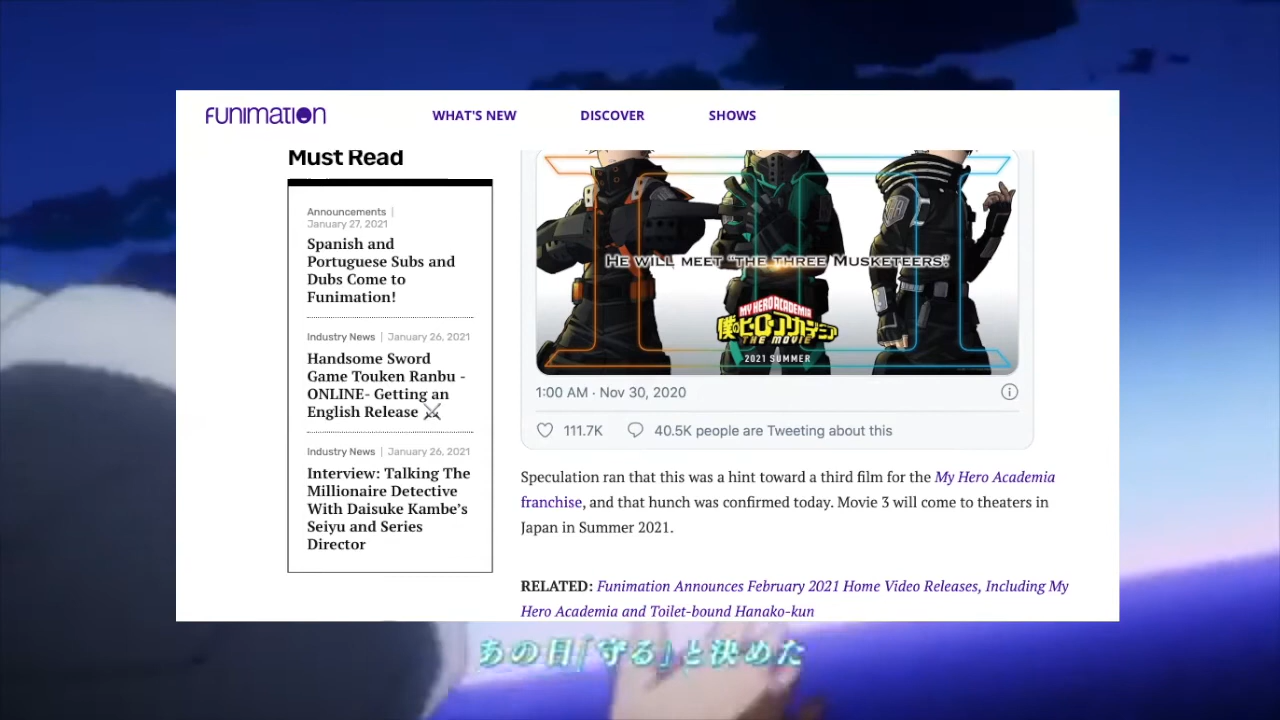 FUNIMATION
WHAT'S NEW
DISCOVER
SHOWS
Must Read
Announcements |
January 27, 2021
Spanish and
Portuguese Subs and
Dubs Come to
Funimation!
Industry News | January 26, 2021
Handsome Sword
Game Touken Ranbu -
ONLINE- Getting an
English Release ⚔
Industry News | January 26, 2021
Interview: Talking The
Millionaire Detective
With Daisuke Kambe's
Seiyu and Series
Director
HE WILL MEET "THE THREE MUSKETEERS".
MY HERO ACADEMIA
僕のヒーローアカデミア
THE MOVIE
2021 SUMMER
1:00 AM · Nov 30, 2020
111.7K
40.5K people are Tweeting about this
Speculation ran that this was a hint toward a third film for the My Hero Academia
franchise, and that hunch was confirmed today. Movie 3 will come to theaters in
Japan in Summer 2021.
RELATED: Funimation Announces February 2021 Home Video Releases, Including My
Hero Academia and Toilet-bound Hanako-kun
あの日「守る」と決めた